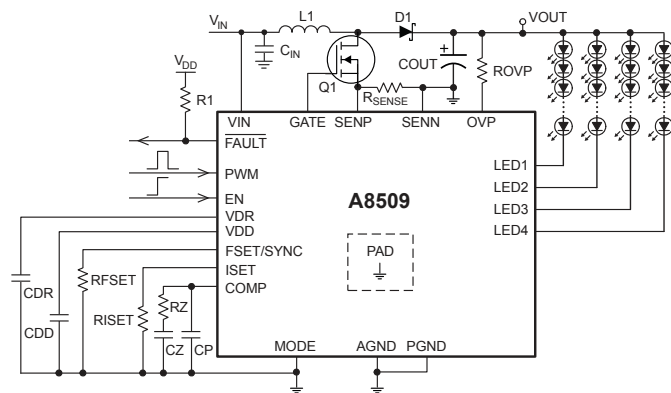 VIN
L1
D1
VOUT
CIN
COUT
ROVP
VDD
Q1
R1
RSENSE
VIN
GATE
SENP
SENN
OVP
FAULT
LED1
PWM
LED2
EN
A8509
LED3
VDR
VDD
LED4
FSET/SYNC
PAD
ISET
COMP
CDR
RFSET
RZ
CDD
RISET
CZ
CP
MODE
AGND
PGND